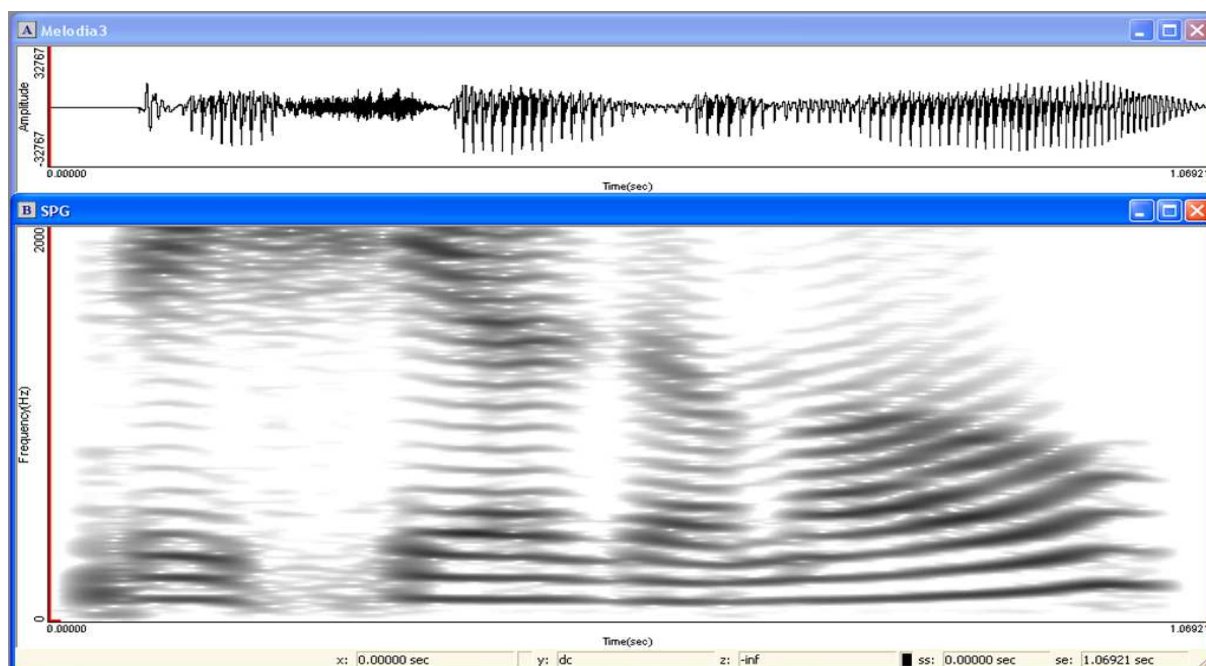 A Melodia3
32767
Amplitude
-32767
0.00000
1.06921
Time(sec)
B SPG
2000
Frequency(Hz)
0
0.00000
1.06921
Time(sec)
x: 0.00000 sec y: dc z: -inf ss: 0.00000 sec se: 1.06921 sec